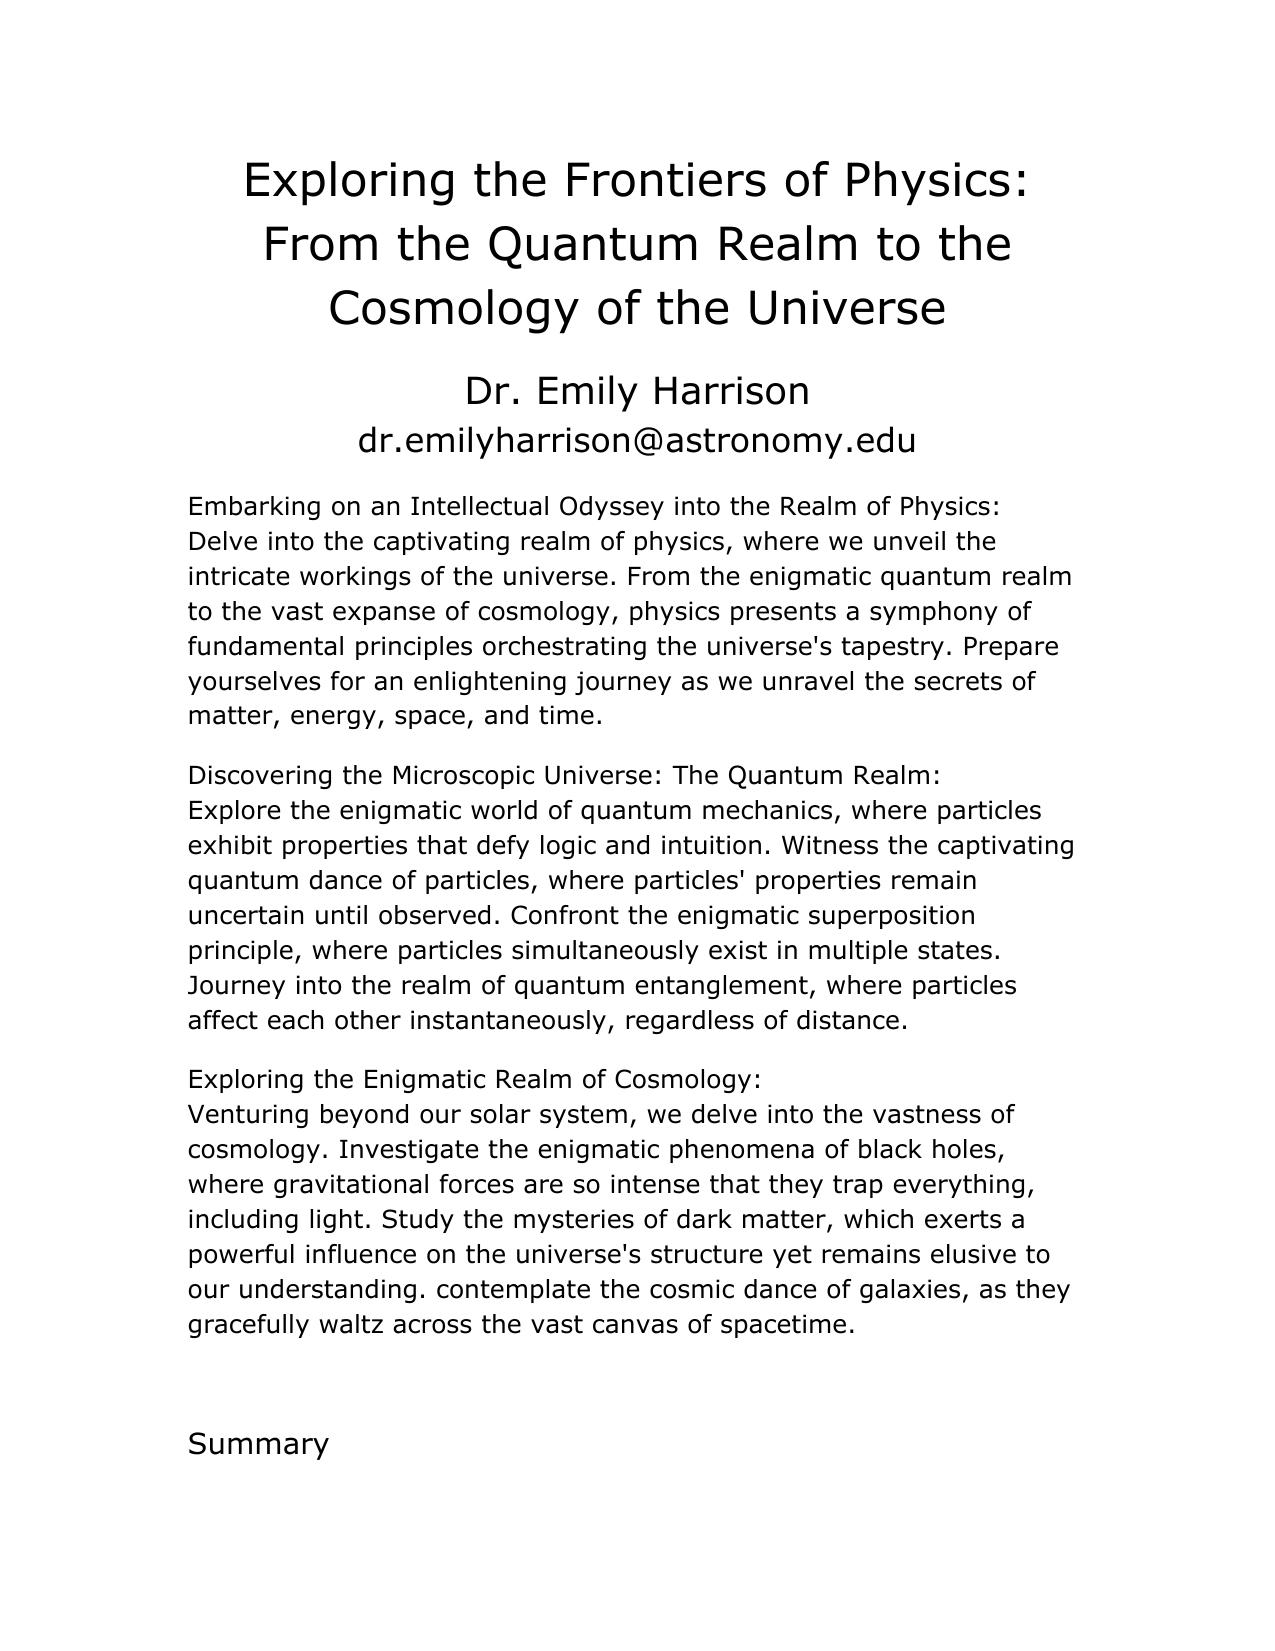 Exploring the Frontiers of Physics:
From the Quantum Realm to the
Cosmology of the Universe
Dr. Emily Harrison
dr.emilyharrison@astronomy.edu
Embarking on an Intellectual Odyssey into the Realm of Physics:
Delve into the captivating realm of physics, where we unveil the
intricate workings of the universe. From the enigmatic quantum realm
to the vast expanse of cosmology, physics presents a symphony of
fundamental principles orchestrating the universe's tapestry. Prepare
yourselves for an enlightening journey as we unravel the secrets of
matter, energy, space, and time.
Discovering the Microscopic Universe: The Quantum Realm:
Explore the enigmatic world of quantum mechanics, where particles
exhibit properties that defy logic and intuition. Witness the captivating
quantum dance of particles, where particles' properties remain
uncertain until observed. Confront the enigmatic superposition
principle, where particles simultaneously exist in multiple states.
Journey into the realm of quantum entanglement, where particles
affect each other instantaneously, regardless of distance.
Exploring the Enigmatic Realm of Cosmology:
Venturing beyond our solar system, we delve into the vastness of
cosmology. Investigate the enigmatic phenomena of black holes,
where gravitational forces are so intense that they trap everything,
including light. Study the mysteries of dark matter, which exerts a
powerful influence on the universe's structure yet remains elusive to
our understanding. contemplate the cosmic dance of galaxies, as they
gracefully waltz across the vast canvas of spacetime.
Summary